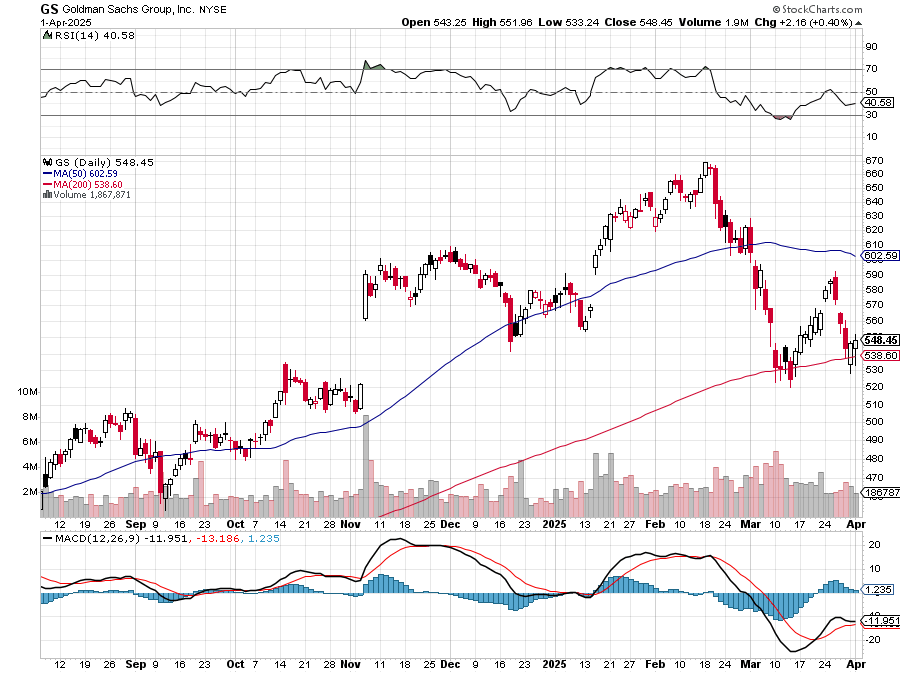 GS Goldman Sachs Group, Inc. NYSE © StockCharts.com
1-Apr-2025 Open 543.25 High 551.96 Low 533.24 Close 548.45 Volume 1.9M Chg +2.16 (+0.40%)
RSI(14) 40.58
90
70
50
40.58
30
10
GS (Daily) 548.45
MA(50) 602.59
MA(200) 538.60
Volume 1,867,871
670
660
650
640
630
620
610
602.59
590
580
570
560
548.45
538.60
530
520
510
500
490
480
470
10M
8M
6M
4M
2M
186787
12 19 26 Sep 9 16 23 Oct 7 14 21 28 Nov 11 18 25 Dec 9 16 23 2025 13 21 27 Feb 10 18 24 Mar 10 17 24 Apr
MACD(12,26,9) -11.951, -13.186, 1.235
20
10
1.235
-11.951
-20
12 19 26 Sep 9 16 23 Oct 7 14 21 28 Nov 11 18 25 Dec 9 16 23 2025 13 21 27 Feb 10 18 24 Mar 10 17 24 Apr